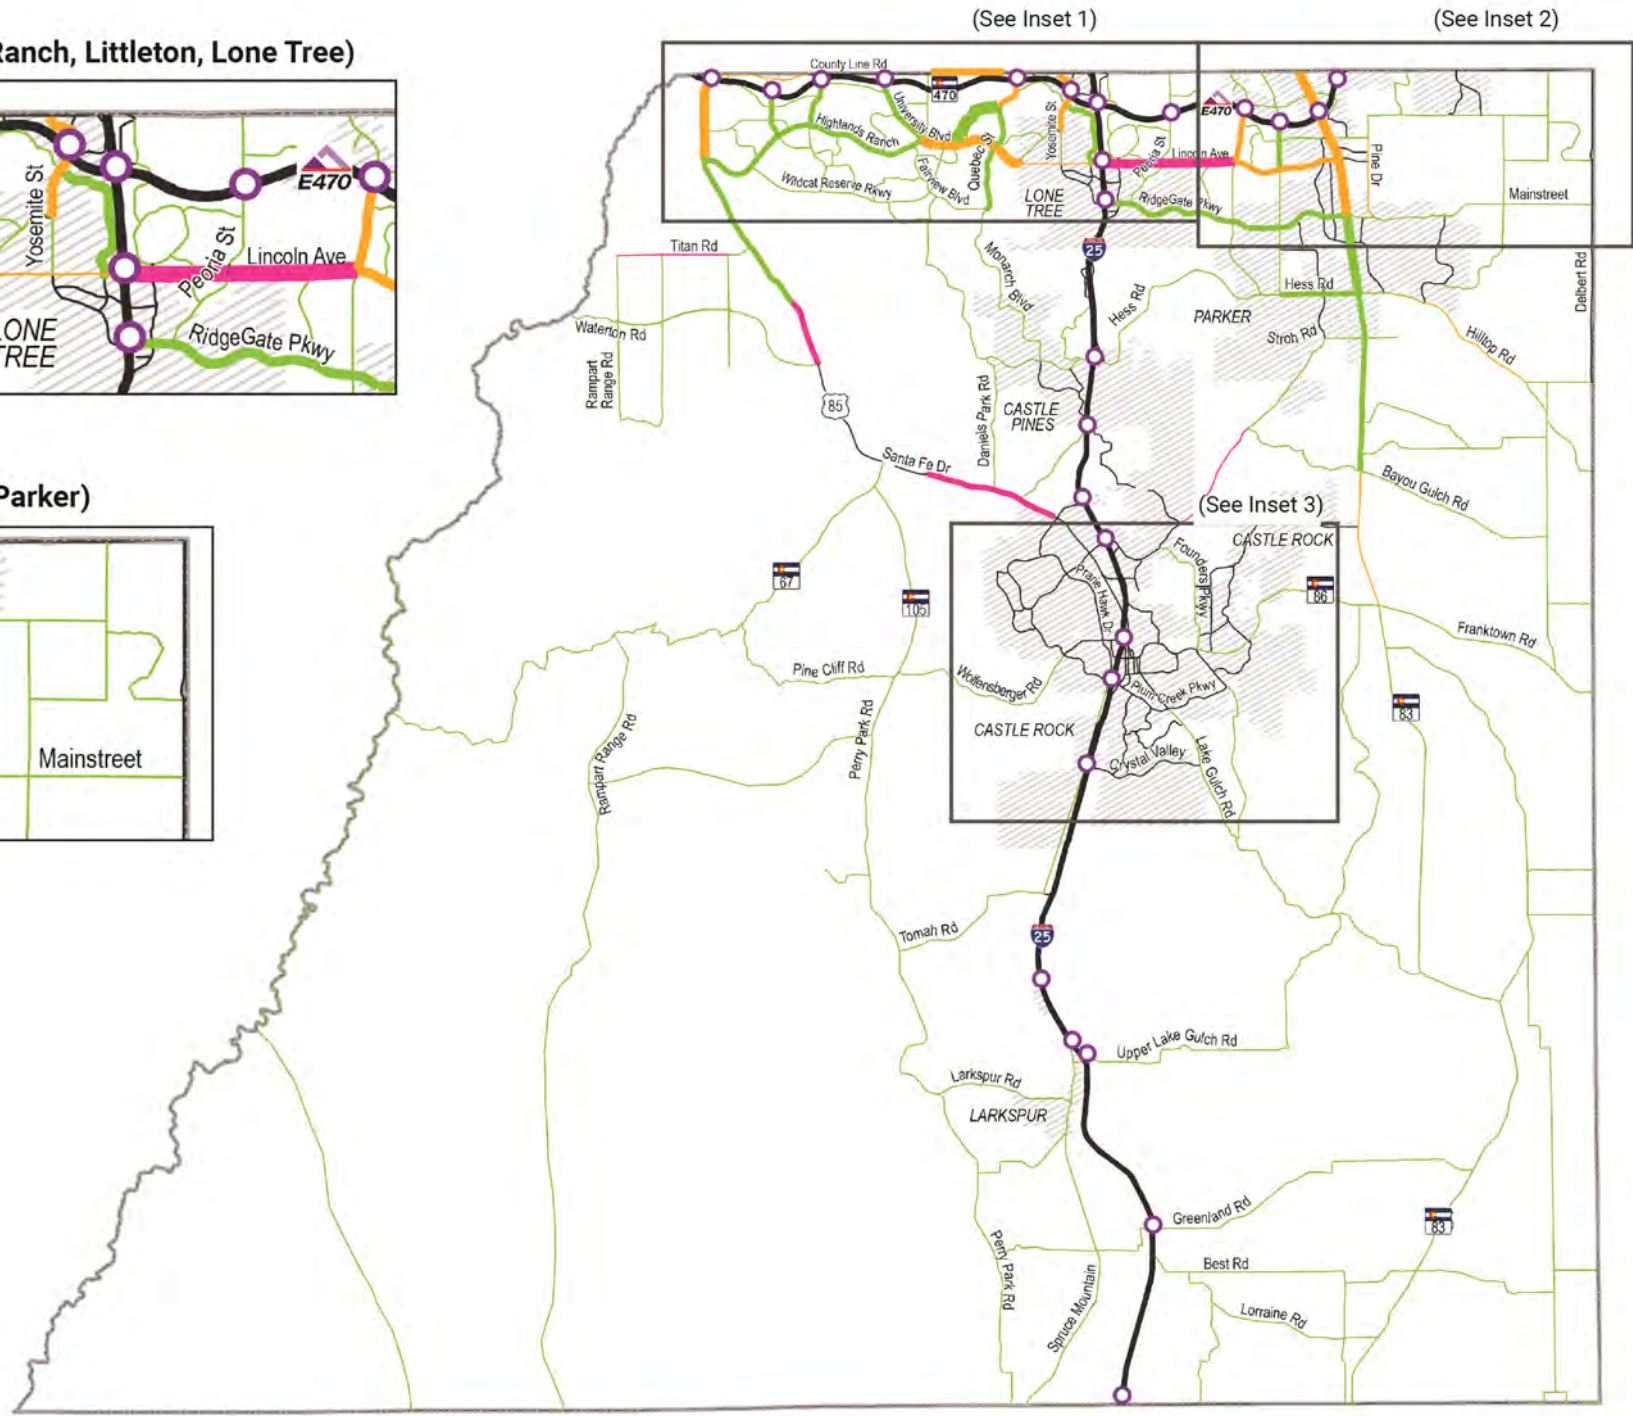 (See Inset 1)
(See Inset 2)
Ranch, Littleton, Lone Tree)
County Line Rd
470
E470
University Blvd
Highlands Ranch
Yosemite St
Quebec St
Fairview Blvd
Wildcat Reserve Pkwy
LONE
TREE
Peoria St
Lincoln Ave
RidgeGate Pkwy
Pine Dr
Mainstreet
Yosemite St
E470
Peoria St
Lincoln Ave
LONE
TREE
RidgeGate Pkwy
Titan Rd
25
Monarch Blvd
Hess Rd
Hess Rd
Delbert Rd
PARKER
Waterton Rd
Stroh Rd
Hilltop Rd
Rampart
Range Rd
85
Daniels Park Rd
CASTLE
PINES
Santa Fe Dr
Bayou Gulch Rd
Parker)
(See Inset 3)
CASTLE ROCK
Founders Pkwy
Prarie Hawk Dr
67
105
86
Franktown Rd
Pine Cliff Rd
Wolfensberger Rd
Plum Creek Pkwy
83
Perry Park Rd
Rampart Range Rd
CASTLE ROCK
Crystal Valley
Lake Gulch Rd
Mainstreet
Tomah Rd
25
Upper Lake Gulch Rd
Larkspur Rd
LARKSPUR
Greenland Rd
83
Perry Park Rd
Best Rd
Spruce Mountain
Lorraine Rd